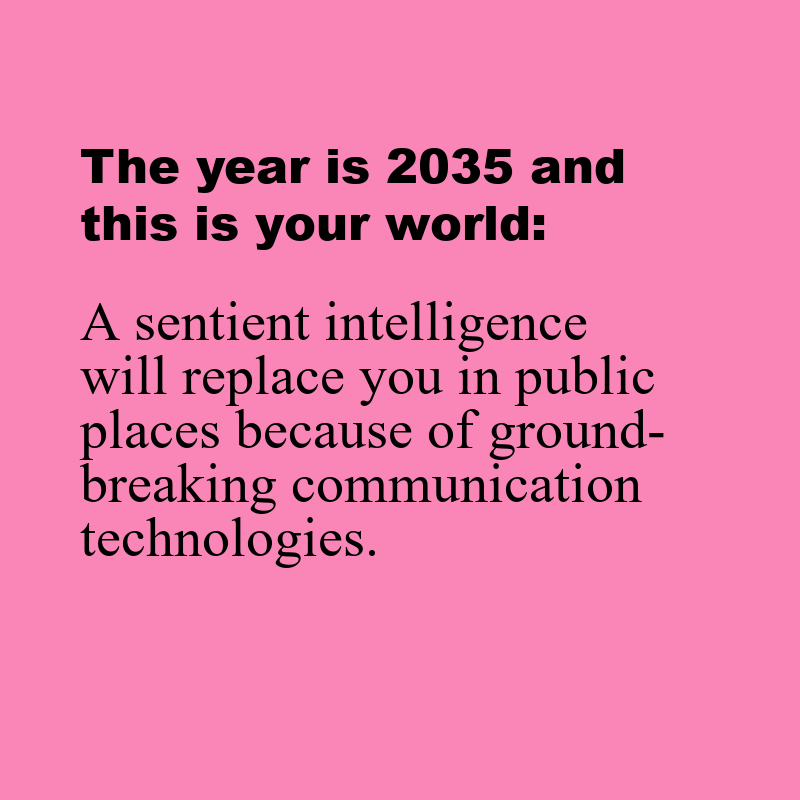 The year is 2035 and
this is your world:
A sentient intelligence
will replace you in public
places because of ground-
breaking communication
technologies.